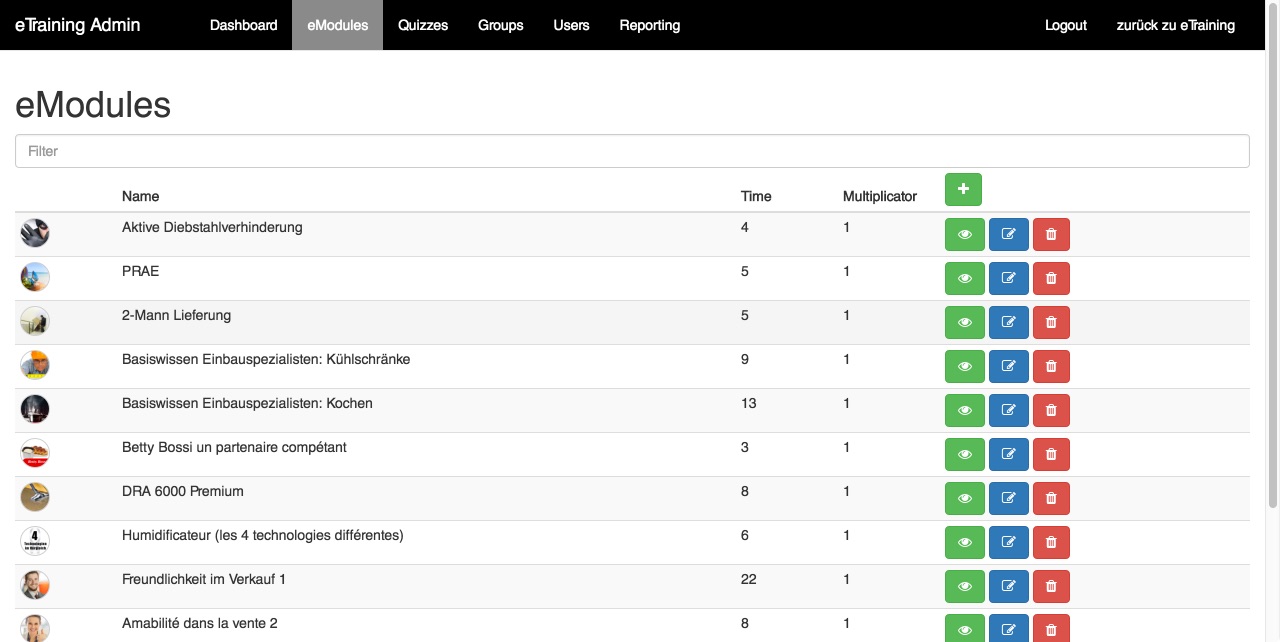 eTraining Admin Dashboard eModules Quizzes Groups Users Reporting Logout zurück zu eTraining
eModules
Filter
Name Time Multiplicator
Aktive Diebstahlverhinderung 4 1
PRAE 5 1
2-Mann Lieferung 5 1
Basiswissen Einbauspezialisten: Kühlschränke 9 1
Basiswissen Einbauspezialisten: Kochen 13 1
Betty Bossi un partenaire compétant 3 1
DRA 6000 Premium 8 1
Humidificateur (les 4 technologies différentes) 6 1
Freundlichkeit im Verkauf 1 22 1
Amabilité dans la vente 2 8 1